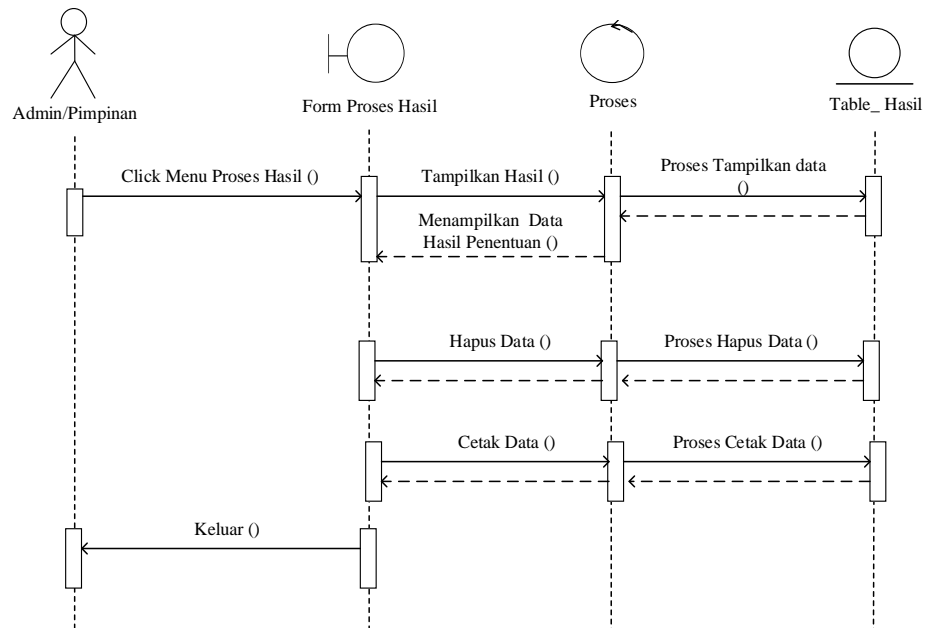 Admin/Pimpinan
Form Proses Hasil
Proses
Table_ Hasil
Click Menu Proses Hasil ()
Tampilkan Hasil ()
Proses Tampilkan data
()
Menampilkan Data
Hasil Penentuan ()
Hapus Data ()
Proses Hapus Data ()
Cetak Data ()
Proses Cetak Data ()
Keluar ()